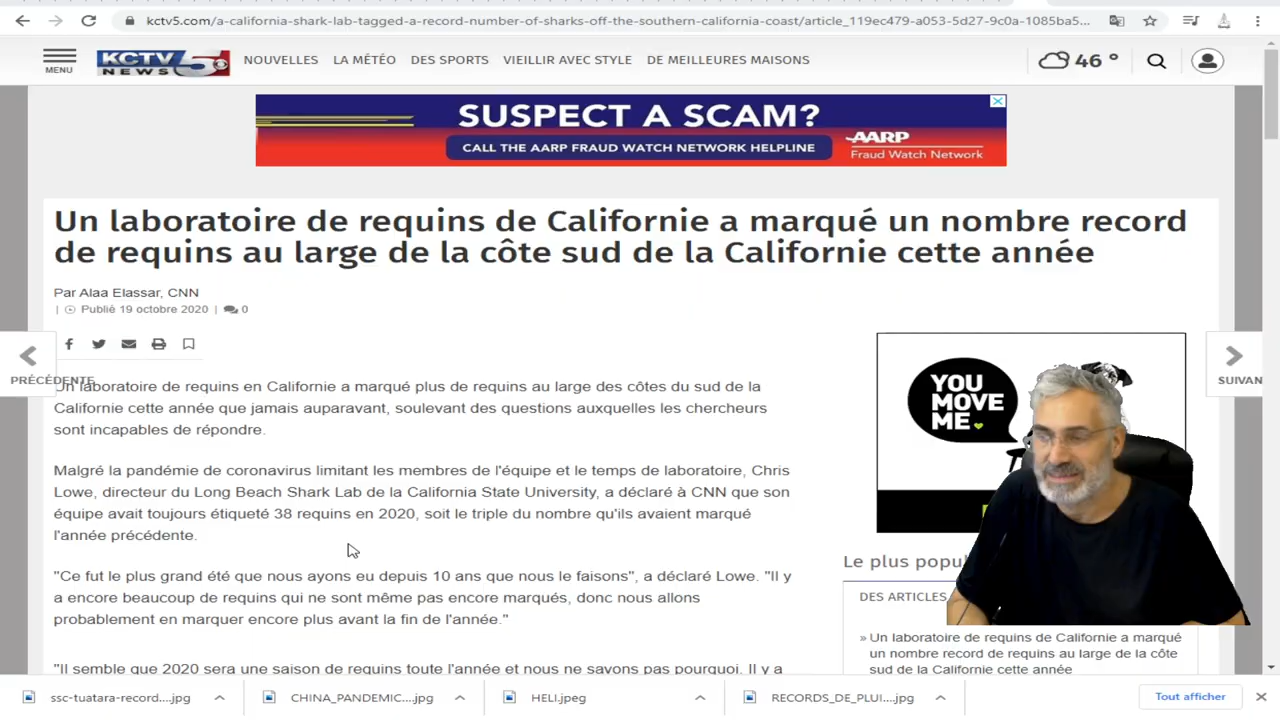 kctv5.com/a-california-shark-lab-tagged-a-record-number-of-sharks-off-the-southern-california-coast/article_119ec479-a053-5d27-9c0a-1085ba5...
MENU
KCTV 5
NEWS
NOUVELLES LA MÉTÉO DES SPORTS VIEILLIR AVEC STYLE DE MEILLEURES MAISONS
46 °
SUSPECT A SCAM?
CALL THE AARP FRAUD WATCH NETWORK HELPLINE
AARP
Fraud Watch Network
Un laboratoire de requins de Californie a marqué un nombre record
de requins au large de la côte sud de la Californie cette année
Par Alaa Elassar, CNN
| Publié 19 octobre 2020 | 0
PRÉCÉDENTE
SUIVAN
Un laboratoire de requins en Californie a marqué plus de requins au large des côtes du sud de la
Californie cette année que jamais auparavant, soulevant des questions auxquelles les chercheurs
sont incapables de répondre.
Malgré la pandémie de coronavirus limitant les membres de l'équipe et le temps de laboratoire, Chris
Lowe, directeur du Long Beach Shark Lab de la California State University, a déclaré à CNN que son
équipe avait toujours étiqueté 38 requins en 2020, soit le triple du nombre qu'ils avaient marqué
l'année précédente.
"Ce fut le plus grand été que nous ayons eu depuis 10 ans que nous le faisons", a déclaré Lowe. "Il y
a encore beaucoup de requins qui ne sont même pas encore marqués, donc nous allons
probablement en marquer encore plus avant la fin de l'année."
"Il semble que 2020 sera une saison de requins toute l'année et nous ne savons pas pourquoi. Il y a
YOU
MOVE
ME
Le plus popul
DES ARTICLES
» Un laboratoire de requins de Californie a marqué
un nombre record de requins au large de la côte
sud de la Californie cette année
ssc-tuatara-record....jpg
CHINA_PANDEMIC....jpg
HELI.jpeg
RECORDS_DE_PLUI....jpg
Tout afficher